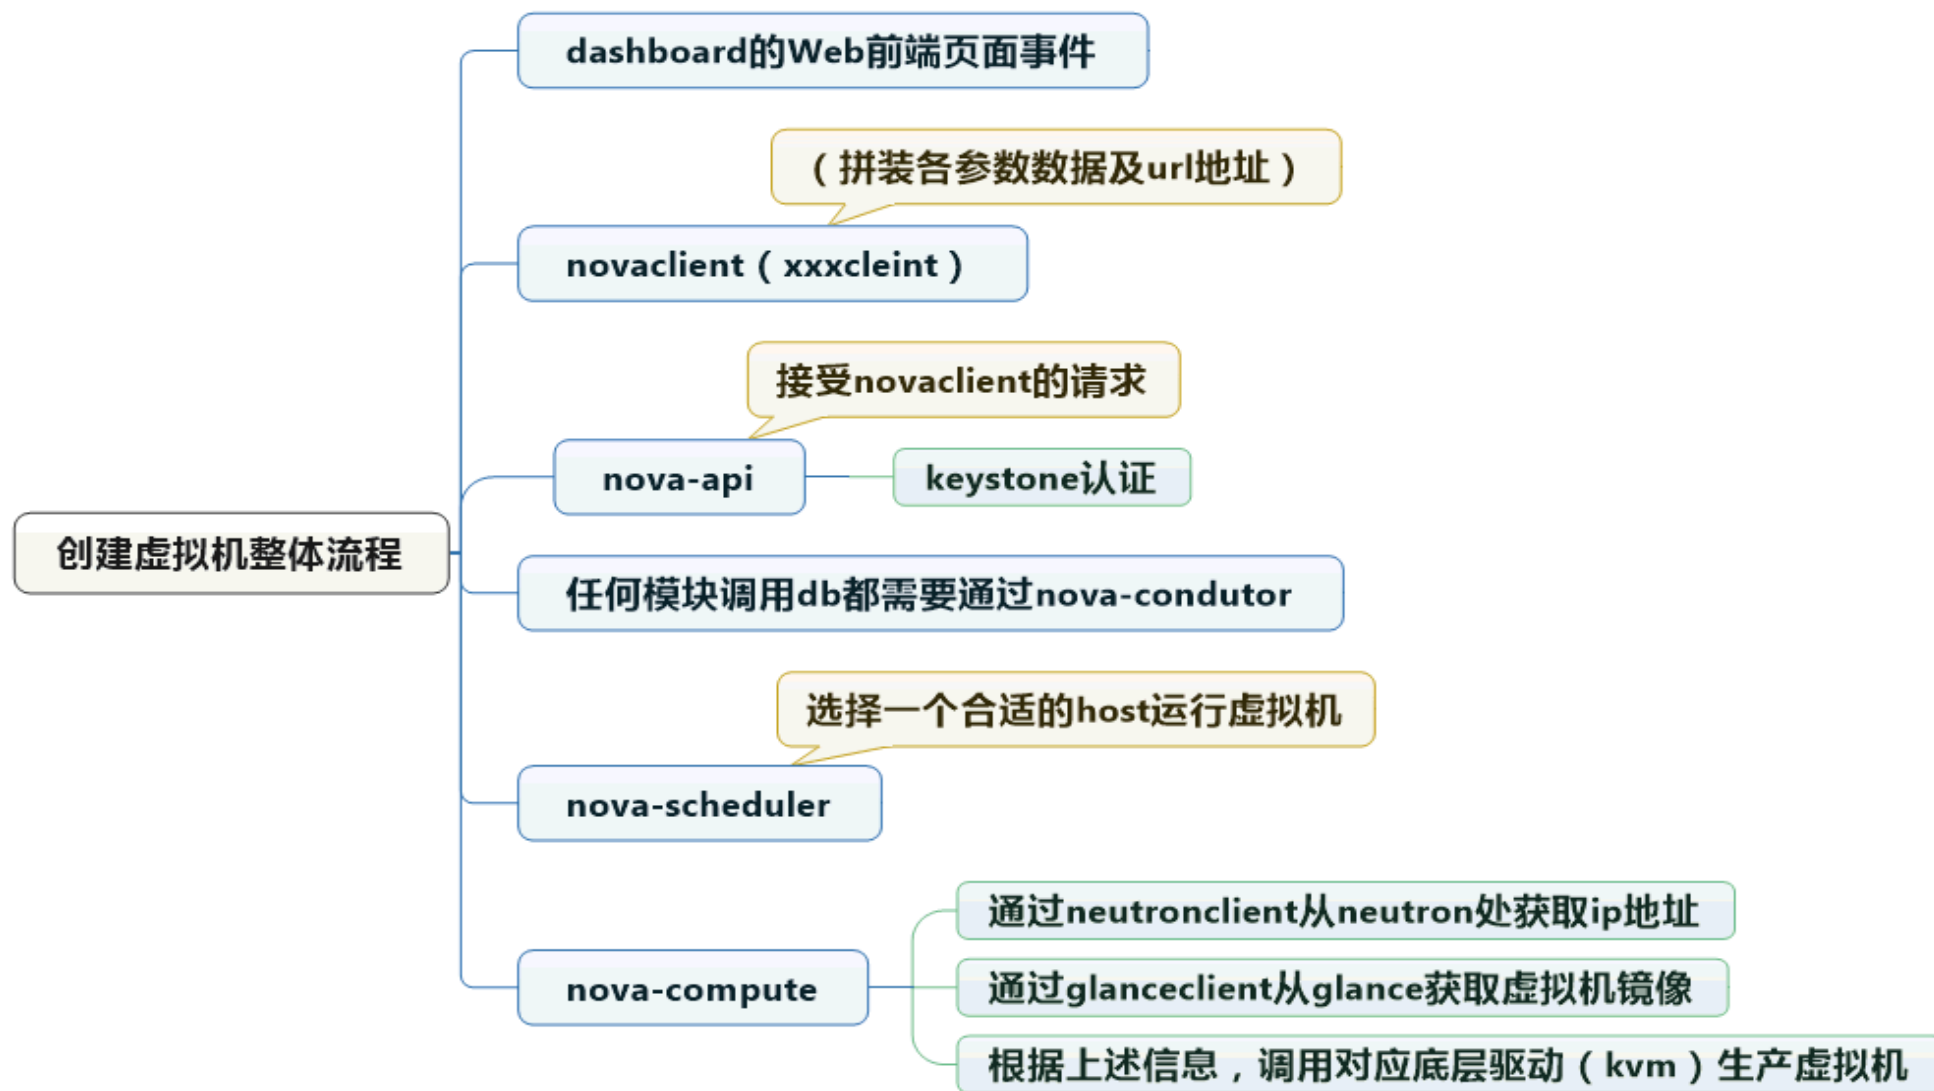 dashboard的Web前端页面事件
（拼装各参数数据及url地址）
novaclient（xxxcleint）
接受novaclient的请求
nova-api
keystone认证
创建虚拟机整体流程
任何模块调用db都需要通过nova-condutor
选择一个合适的host运行虚拟机
nova-scheduler
通过neutronclient从neutron处获取ip地址
nova-compute
通过glanceclient从glance获取虚拟机镜像
根据上述信息，调用对应底层驱动（kvm）生产虚拟机